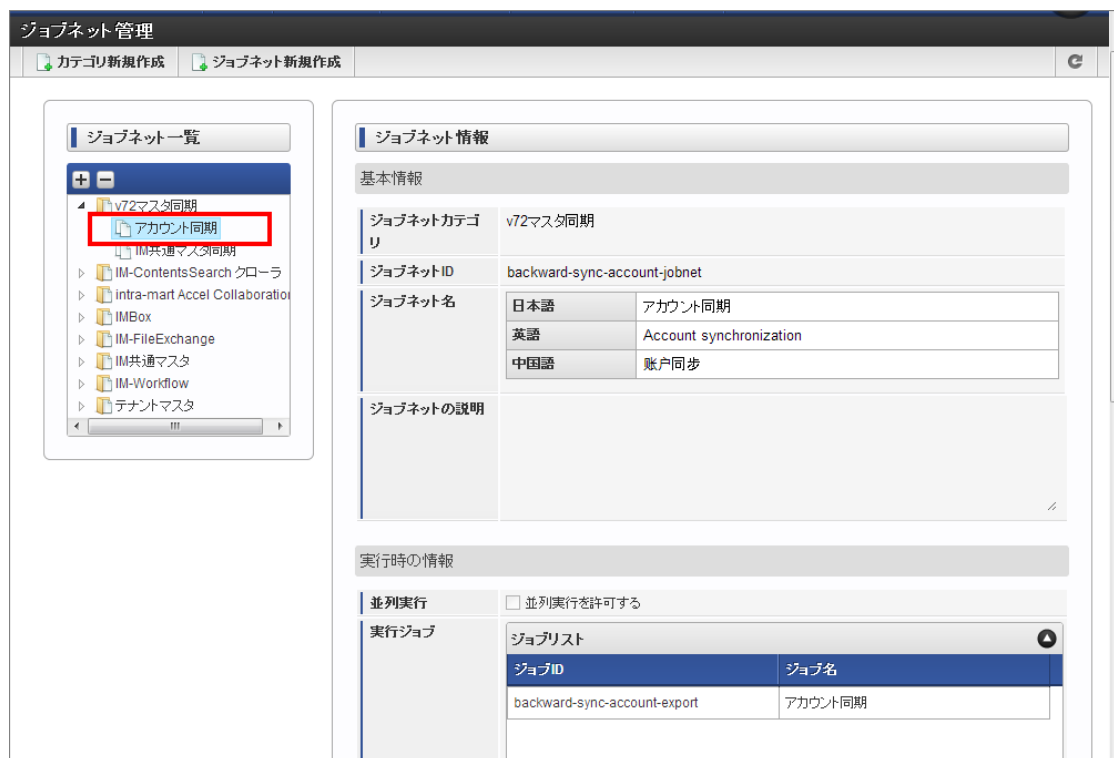 ジョブネット管理
カテゴリ新規作成
ジョブネット新規作成
ジョブネット一覧
v72マスタ同期
アカウント同期
IM共通マスタ同期
IM-ContentsSearch クローラ
intra-mart Accel Collaboration
IMBox
IM-FileExchange
IM共通マスタ
IM-Workflow
テナントマスタ
ジョブネット情報
基本情報
ジョブネットカテゴリ
v72マスタ同期
ジョブネットID
backward-sync-account-jobnet
ジョブネット名
日本語 アカウント同期
英語 Account synchronization
中国語 账户同步
ジョブネットの説明
実行時の情報
並列実行
並列実行を許可する
実行ジョブ
ジョブリスト
ジョブID ジョブ名
backward-sync-account-export アカウント同期